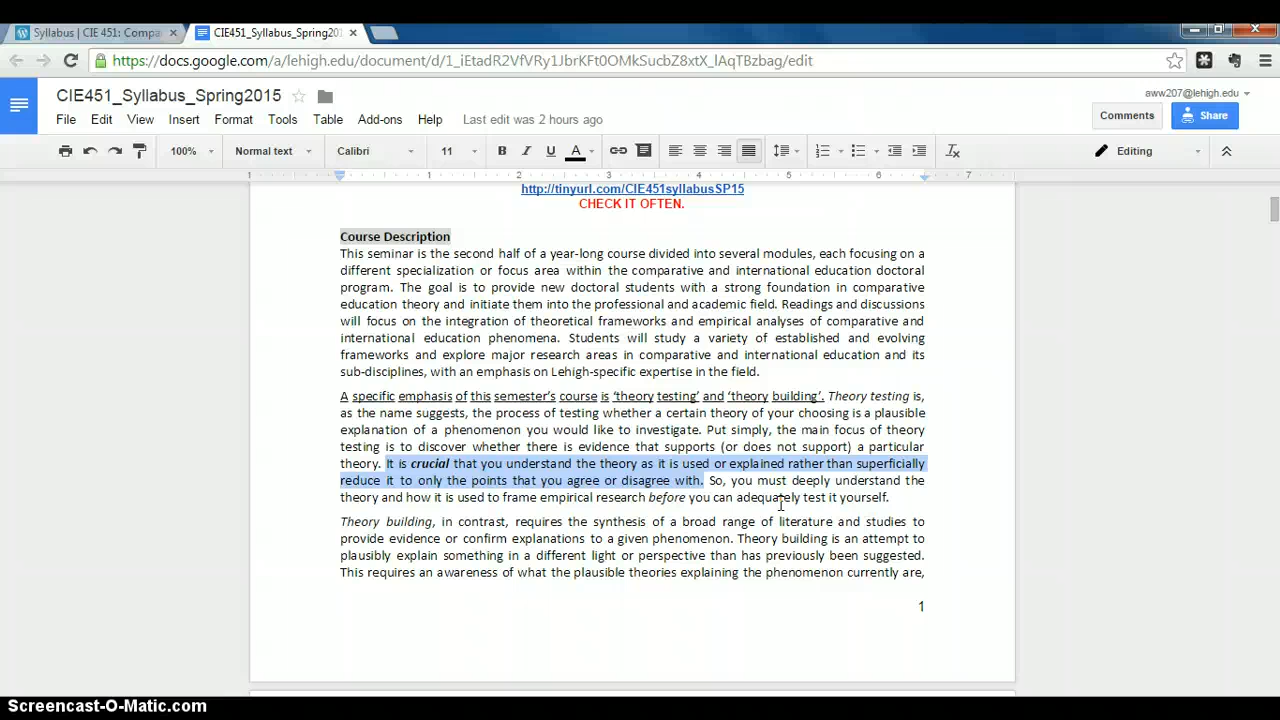 Syllabus | CIE 451: Compa
CIE451_Syllabus_Spring201
https://docs.google.com/a/lehigh.edu/document/d/1_iEtadR2VfVRy1JbrKFt0OMkSucbZ8xtX_lAqTBzbag/edit
CIE451_Syllabus_Spring2015
aww207@lehigh.edu
File Edit View Insert Format Tools Table Add-ons Help Last edit was 2 hours ago
Comments Share
100% Normal text Calibri 11 B I U A Editing
1 1 2 3 4 5 6 7
http://tinyurl.com/CIE451syllabusSP15
CHECK IT OFTEN.
Course Description
This seminar is the second half of a year-long course divided into several modules, each focusing on a
different specialization or focus area within the comparative and international education doctoral
program. The goal is to provide new doctoral students with a strong foundation in comparative
education theory and initiate them into the professional and academic field. Readings and discussions
will focus on the integration of theoretical frameworks and empirical analyses of comparative and
international education phenomena. Students will study a variety of established and evolving
frameworks and explore major research areas in comparative and international education and its
sub-disciplines, with an emphasis on Lehigh-specific expertise in the field.
A specific emphasis of this semester's course is 'theory testing' and 'theory building'. Theory testing is,
as the name suggests, the process of testing whether a certain theory of your choosing is a plausible
explanation of a phenomenon you would like to investigate. Put simply, the main focus of theory
testing is to discover whether there is evidence that supports (or does not support) a particular
theory. It is crucial that you understand the theory as it is used or explained rather than superficially
reduce it to only the points that you agree or disagree with. So, you must deeply understand the
theory and how it is used to frame empirical research before you can adequately test it yourself.
Theory building, in contrast, requires the synthesis of a broad range of literature and studies to
provide evidence or confirm explanations to a given phenomenon. Theory building is an attempt to
plausibly explain something in a different light or perspective than has previously been suggested.
This requires an awareness of what the plausible theories explaining the phenomenon currently are,
1
Screencast-O-Matic.com